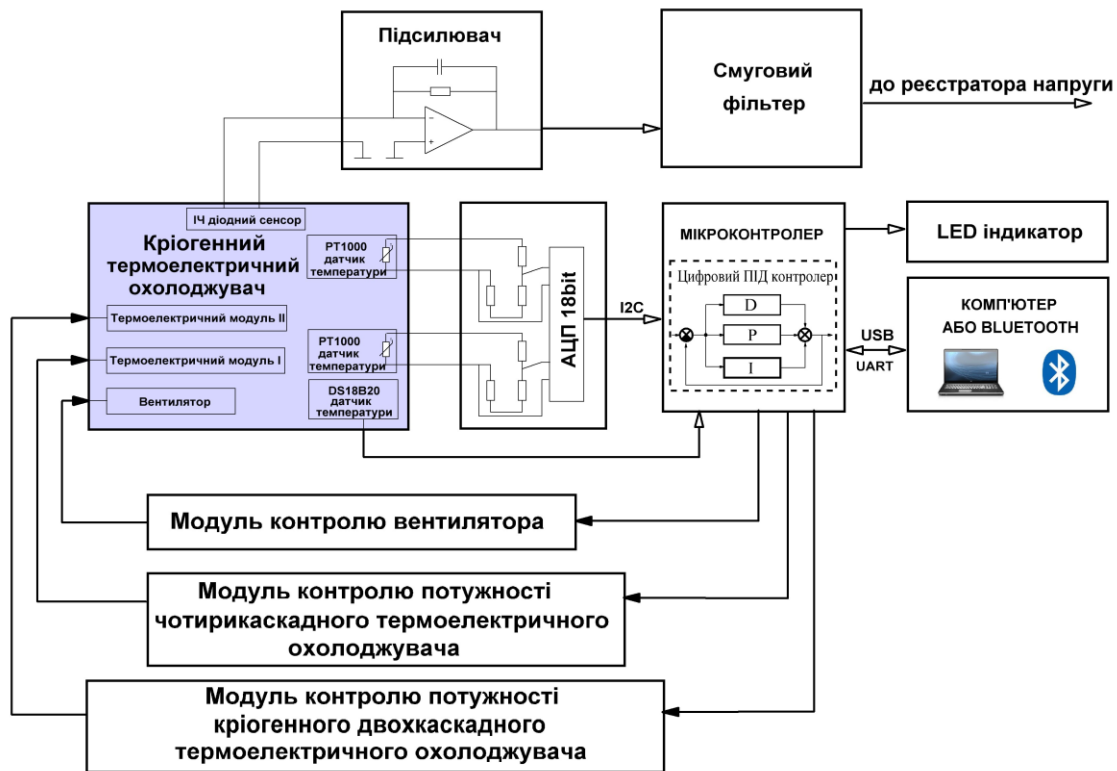 Підсилювач
Смуговий
фільтер
до реєстратора напруги
ІЧ діодний сенсор
Кріогенний
термоелектричний
охолоджувач
PT1000
датчик
температури
Термоелектричний модуль II
Термоелектричний модуль I
PT1000
датчик
температури
Вентилятор
DS18B20
датчик
температури
АЦП 18bit
I2C
МІКРОКОНТРОЛЕР
Цифровий ПІД контролер
D
P
I
LED індикатор
USB
UART
КОМП'ЮТЕР
АБО BLUETOOTH
Модуль контролю вентилятора
Модуль контролю потужності
чотирикаскадного термоелектричного
охолоджувача
Модуль контролю потужності
кріогенного двохкаскадного
термоелектричного охолоджувача